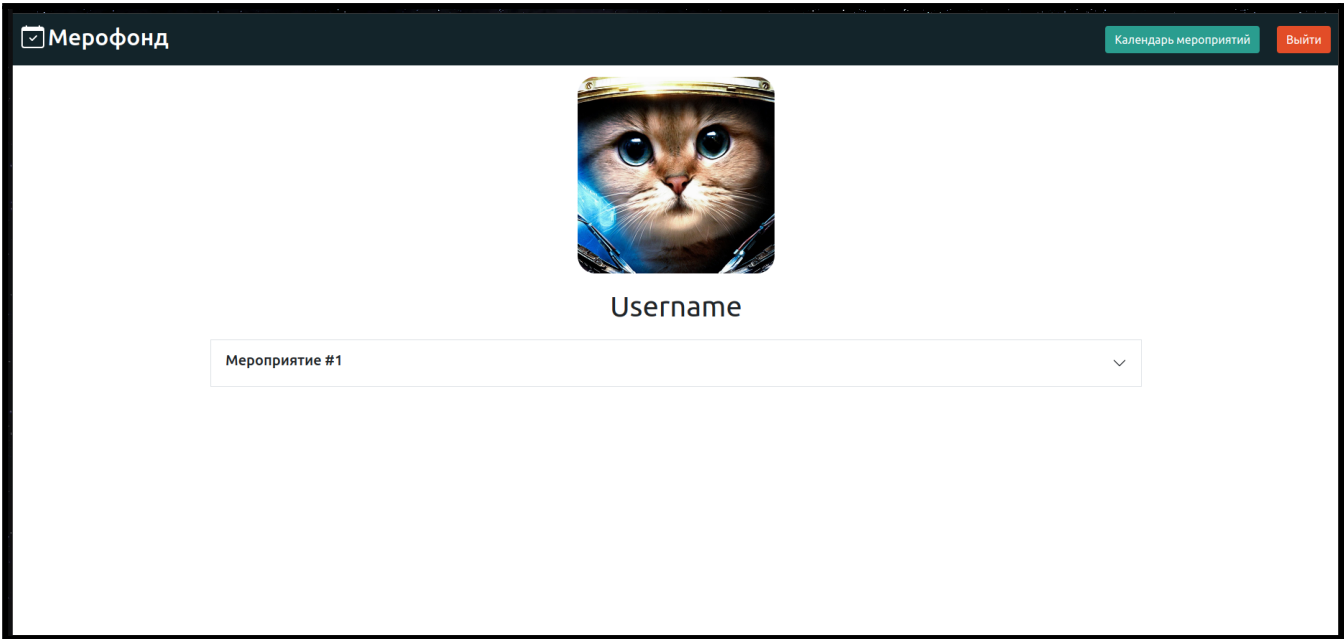 Мерофонд
Календарь мероприятий
Выйти
Username
Мероприятие #1